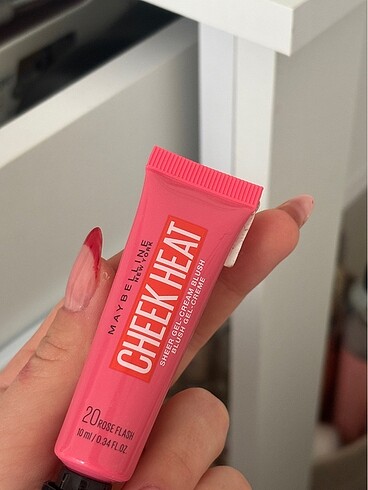 MAYBELLINE
NEW YORK
CHEEK HEAT
SHEER GEL-CREAM BLUSH
BLUSH GEL-CREME
20 ROSE FLASH
10 ml / 0.34 FL.OZ.